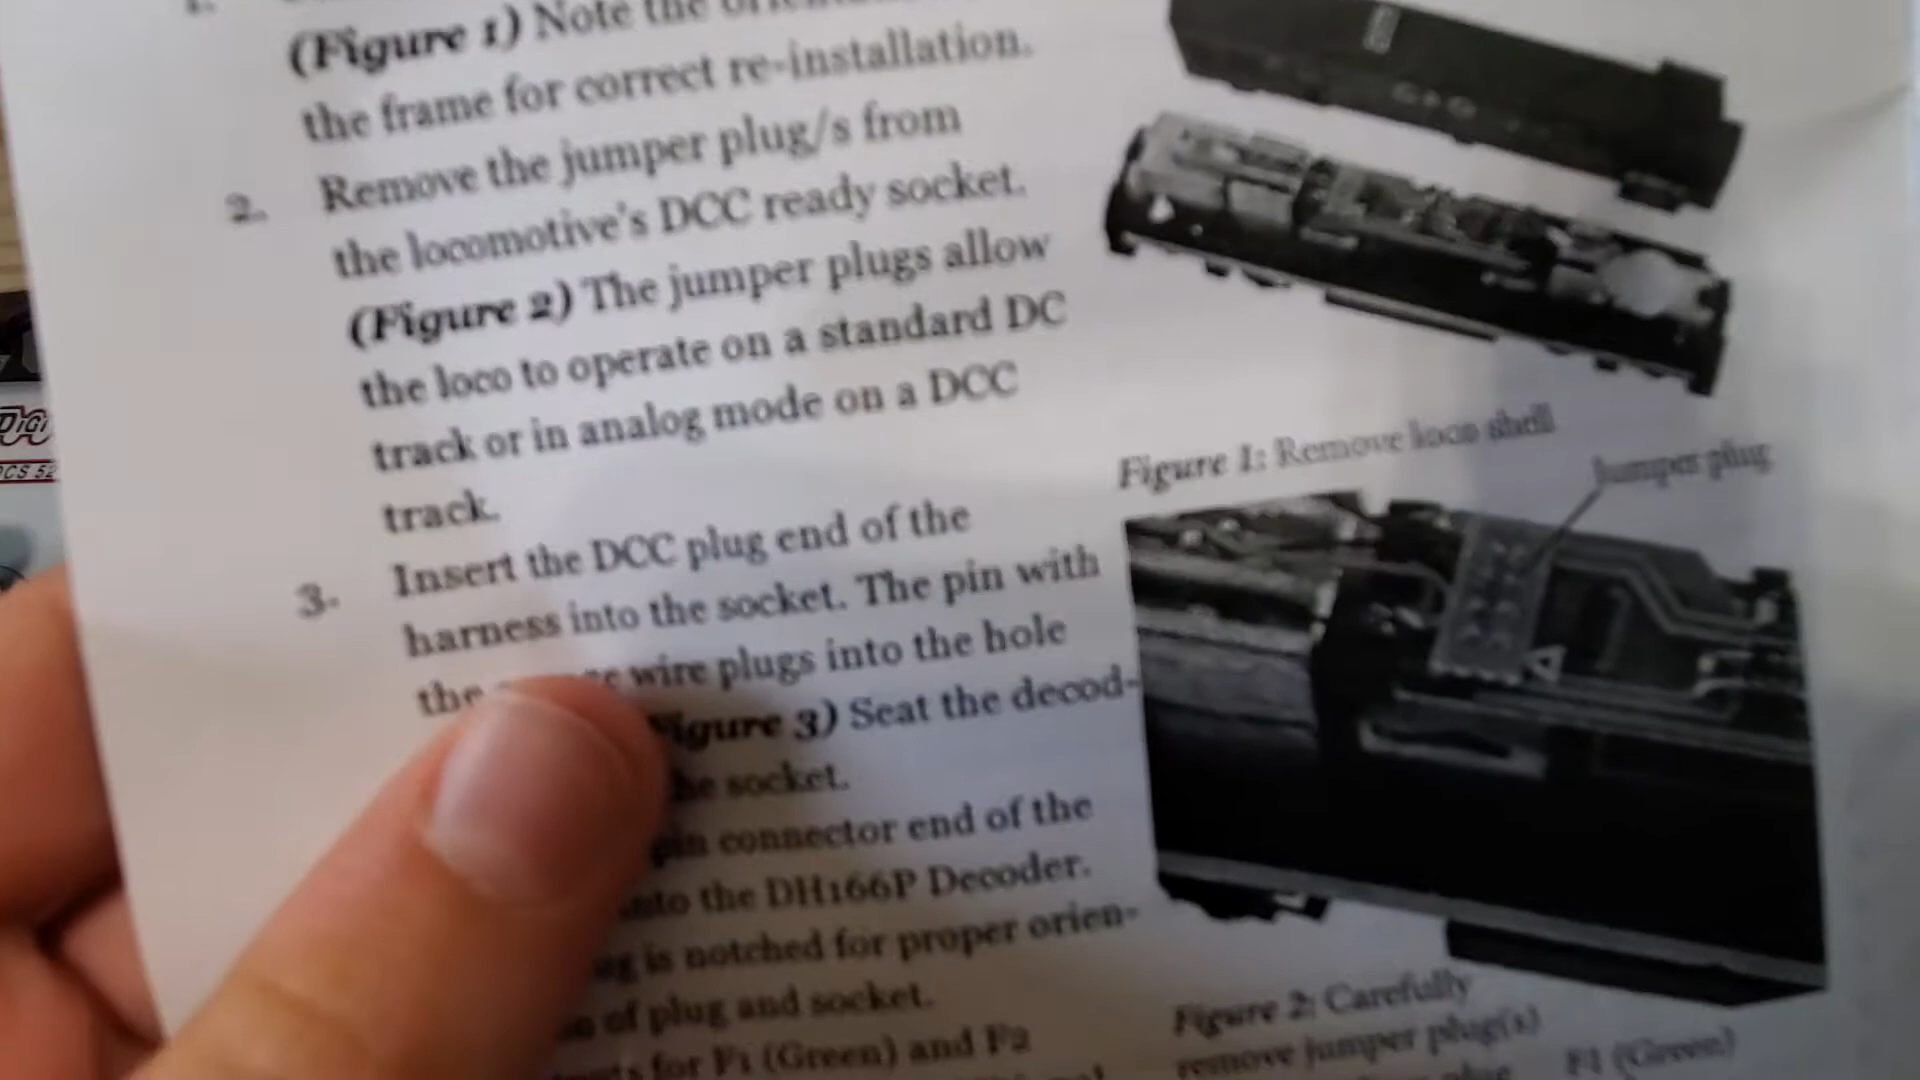 1.
(Figure 1) Note the
the frame for correct re-installation.
2. Remove the jumper plug/s from
the locomotive's DCC ready socket.
(Figure 2) The jumper plugs allow
the loco to operate on a standard DC
track or in analog mode on a DCC
track.
3. Insert the DCC plug end of the
harness into the socket. The pin with
the wire plugs into the hole
Figure 3) Seat the decod-
socket.
connector end of the
the DH166P Decoder.
is notched for proper orien-
of plug and socket.
for F1 (Green) and F2
Figure 1: Remove loco shell
Jumper plug
Figure 2: Carefully
remove jumper plug(s)
F1 (Green)
DIGI
DCS 52